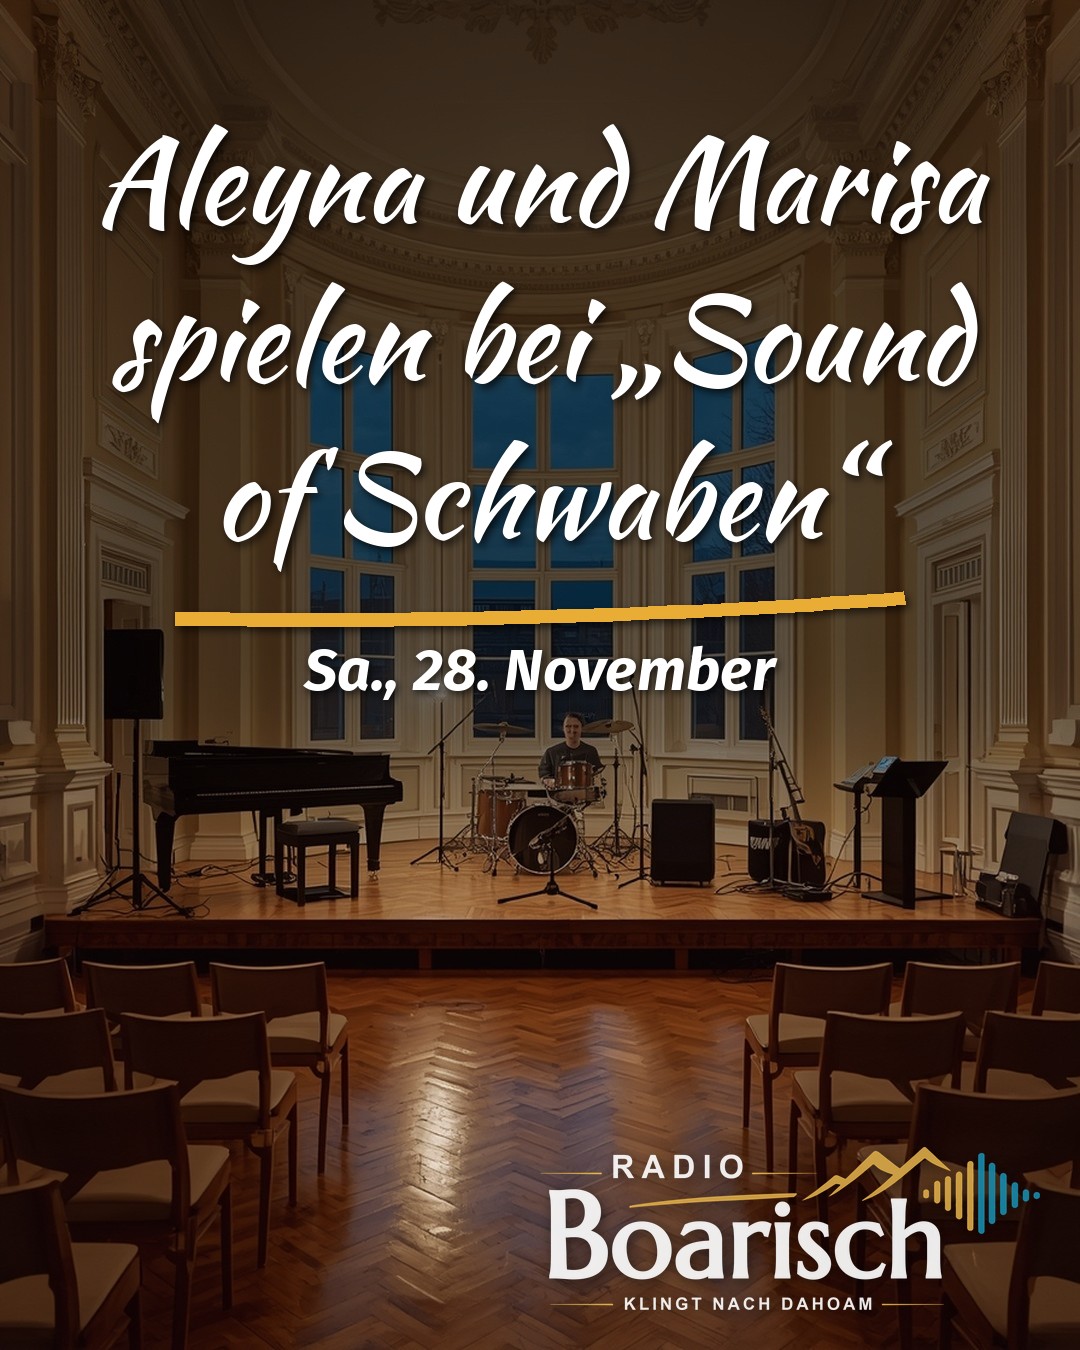 Aleyna und Marisa
spielen bei „Sound
of Schwaben“
Sa., 28. November
RADIO
Boarisch
KLINGT NACH DAHOAM